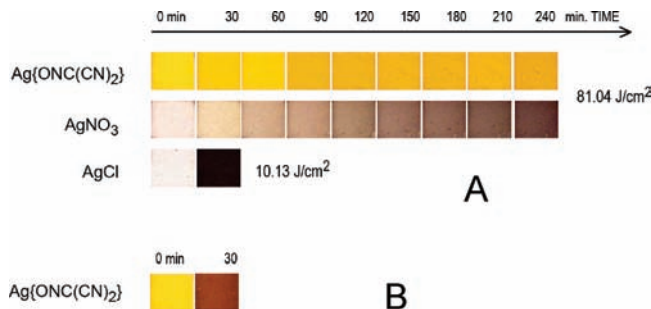 0 min 30 60 90 120 150 180 210 240 min. TIME
Ag{ONC(CN)2}
81.04 J/cm2
AgNO3
AgCl 10.13 J/cm2
A
0 min 30
Ag{ONC(CN)2}
B